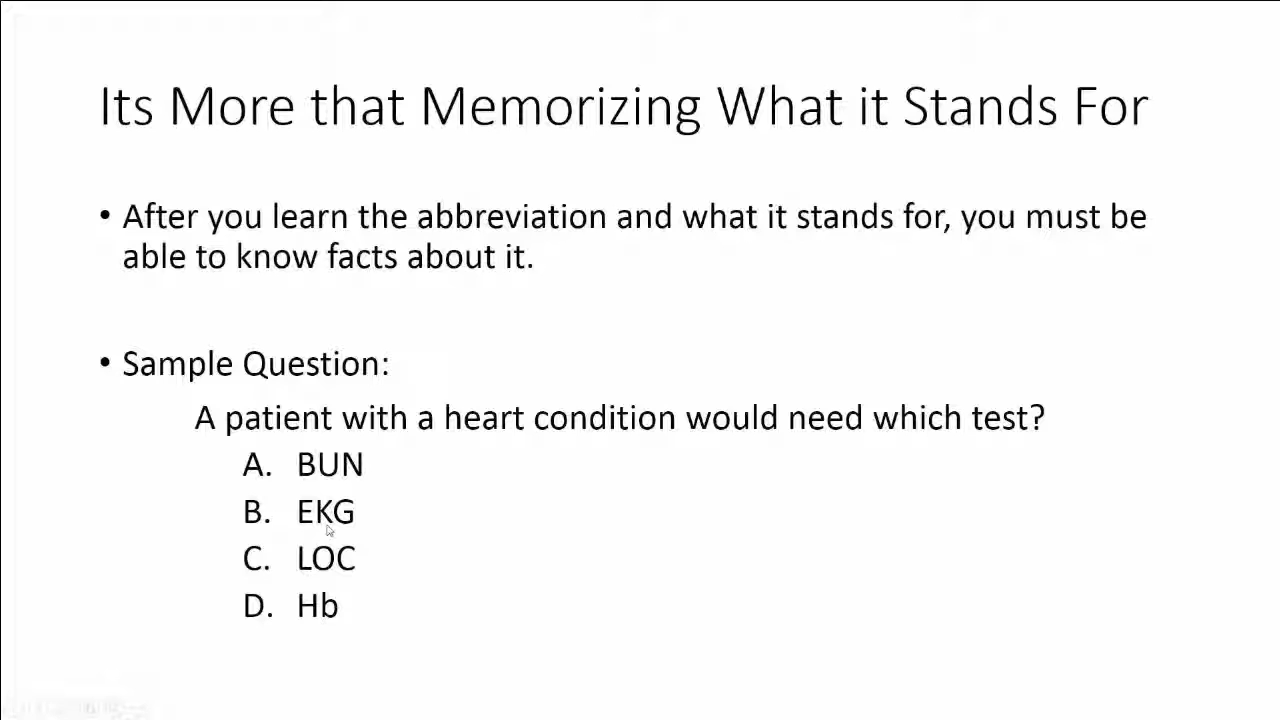 Its More that Memorizing What it Stands For
• After you learn the abbreviation and what it stands for, you must be
able to know facts about it.
• Sample Question:
A patient with a heart condition would need which test?
A. BUN
B. EKG
C. LOC
D. Hb